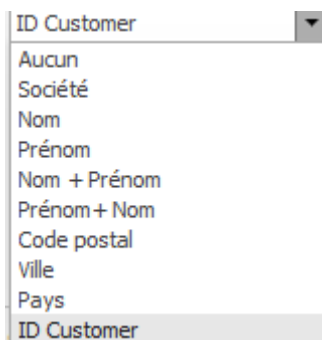 ID Customer
Aucun
Société
Nom
Prénom
Nom + Prénom
Prénom+ Nom
Code postal
Ville
Pays
ID Customer